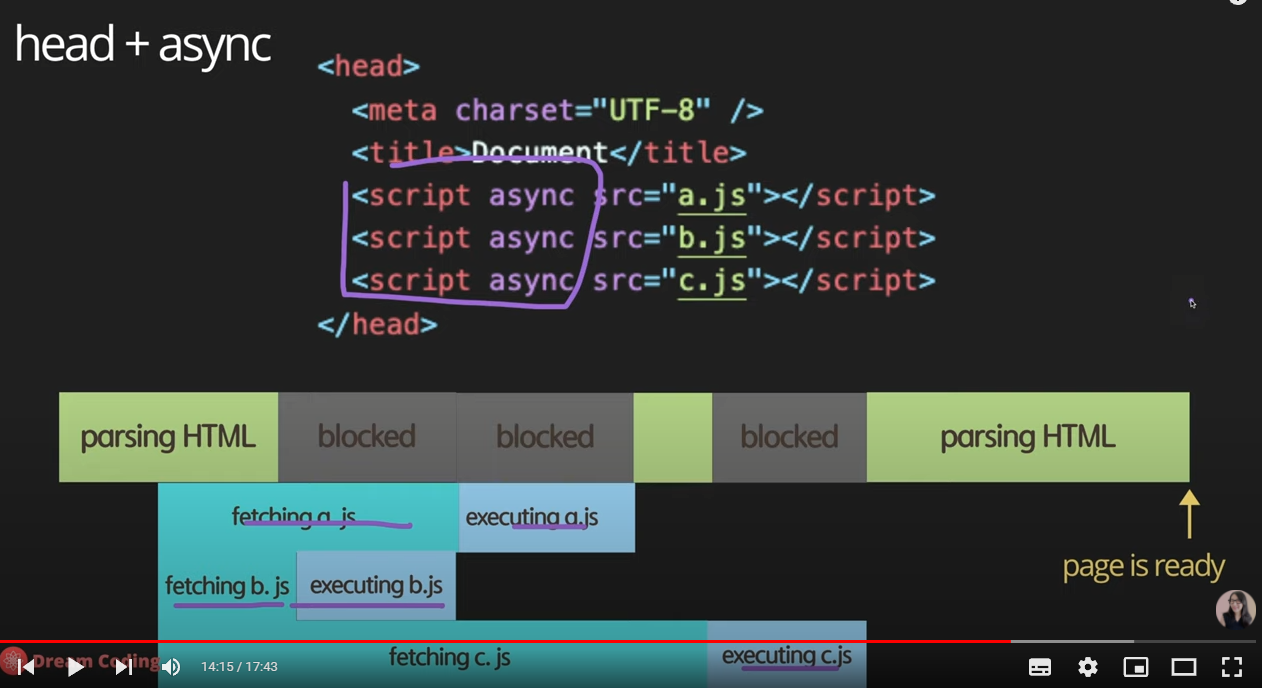 head + async
<head>
<meta charset="UTF-8" />
<title>Document</title>
<script async src="a.js"></script>
<script async src="b.js"></script>
<script async src="c.js"></script>
</head>
parsing HTML
blocked
blocked
blocked
parsing HTML
fetching a. js
executing a.js
fetching b. js
executing b.js
page is ready
fetching c. js
executing c.js
Dream Coding
14:15 / 17:43